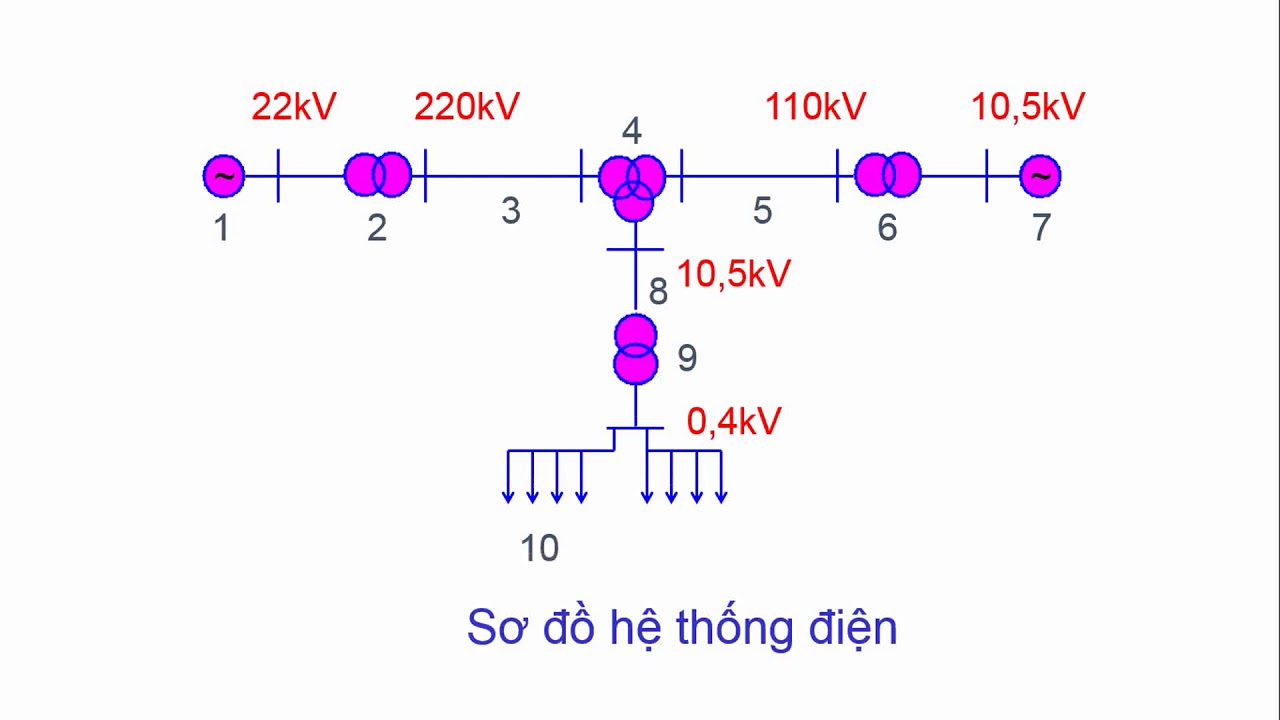 22kV 220kV 110kV 10,5kV
4
~ ~
1 2 3 5 6 7
10,5kV
8
9
0,4kV
10
Sơ đồ hệ thống điện